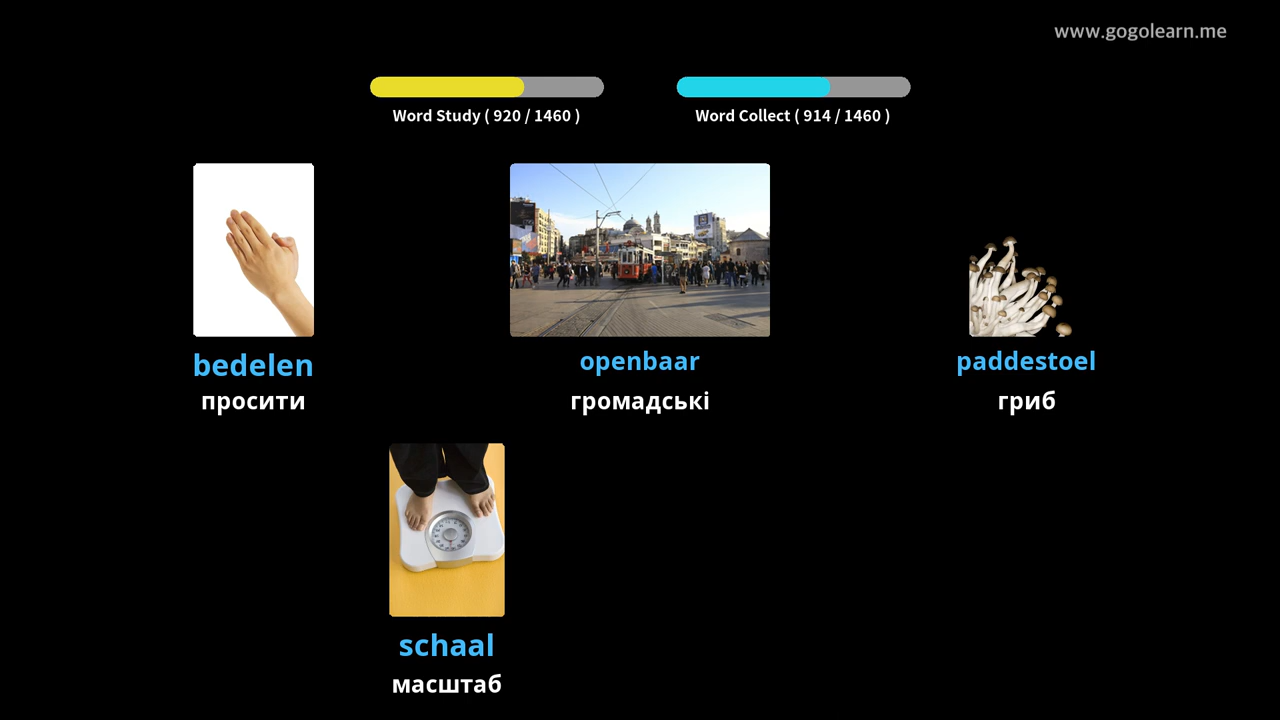 www.gogolearn.me
Word Study ( 920 / 1460 )
Word Collect ( 914 / 1460 )
bedelen
просити
openbaar
громадські
paddestoel
гриб
schaal
масштаб